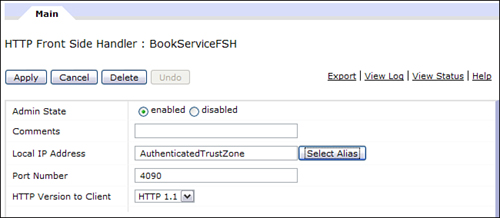 Main
HTTP Front Side Handler : BookServiceFSH
Apply Cancel Delete Undo Export | View Log | View Status | Help
Admin State enabled disabled
Comments
Local IP Address AuthenticatedTrustZone Select Alias
Port Number 4090
HTTP Version to Client HTTP 1.1